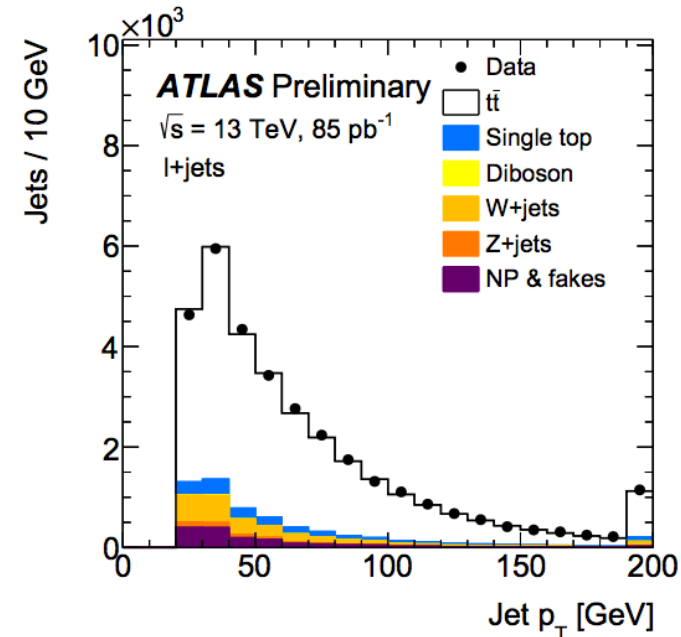 ×10³
Jets / 10 GeV
10
8
6
4
2
0
ATLAS Preliminary
√s = 13 TeV, 85 pb⁻¹
l+jets
Data
tt̄
Single top
Diboson
W+jets
Z+jets
NP & fakes
0 50 100 150 200
Jet p_T [GeV]